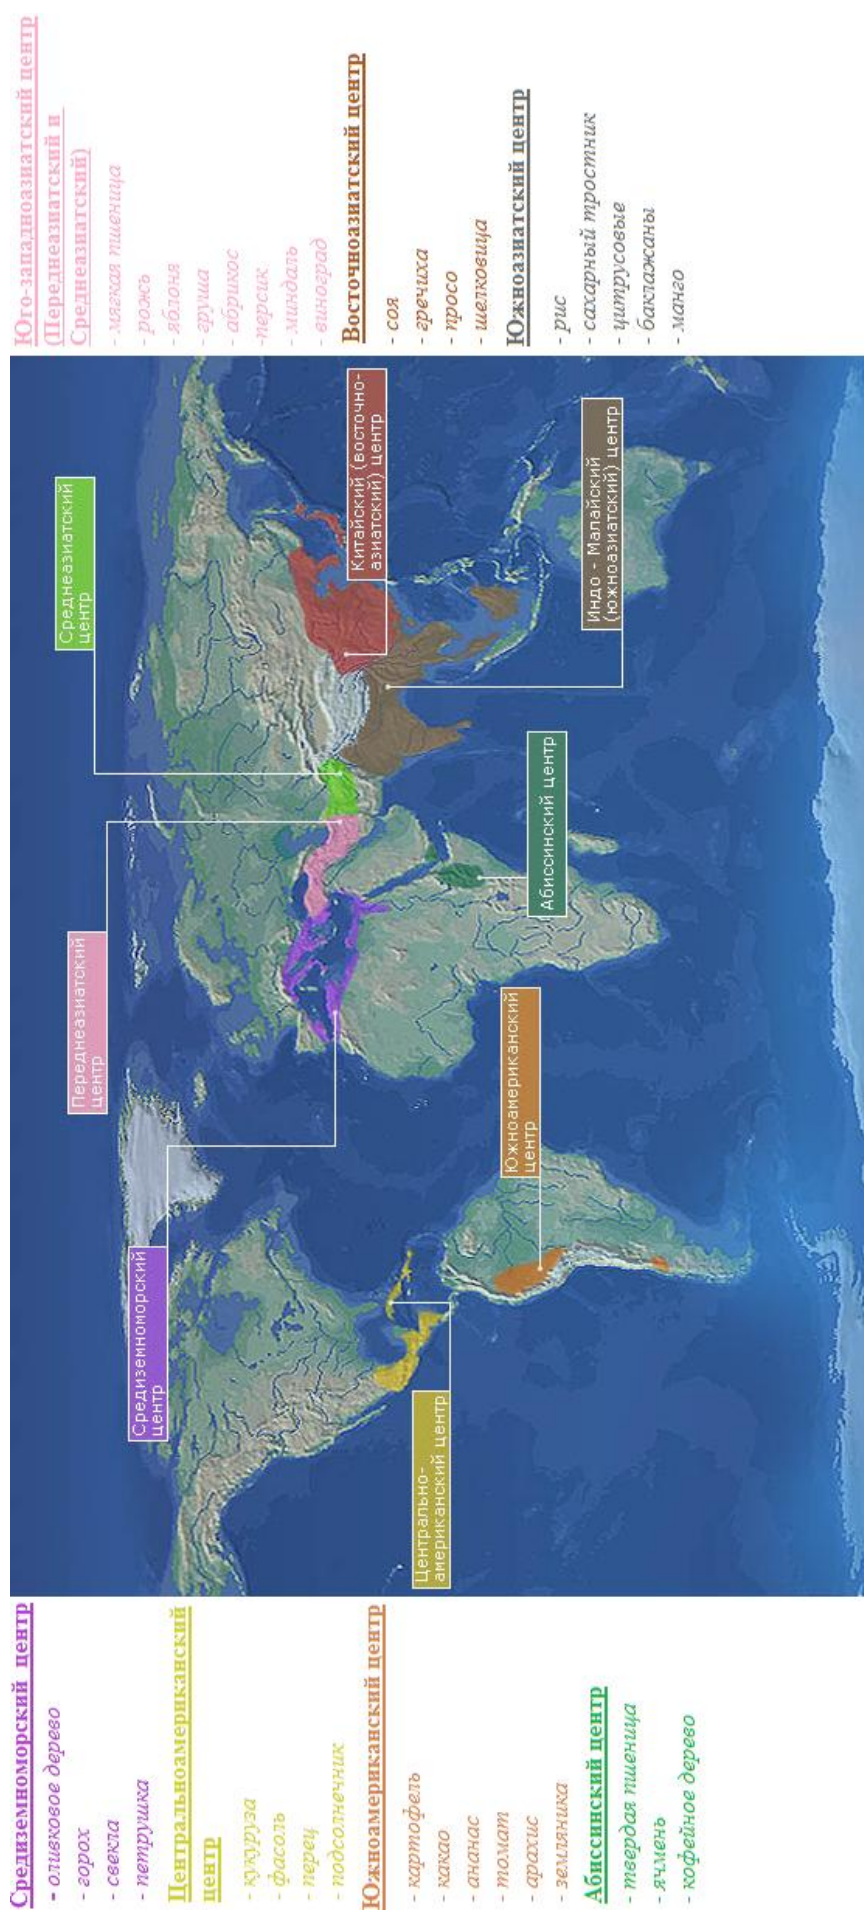 Средиземноморский центр
- оливковое дерево
- горох
- свекла
- петрушка
Центральноамериканский
центр
- кукуруза
- фасоль
- перец
- подсолнечник
Южноамериканский центр
- картофель
- какао
- ананас
- томат
- арахис
- земляника
Абиссинский центр
- твердая пшеница
- ячмень
- кофейное дерево
Средиземноморский
центр
Переднеазиатский
центр
Среднеазиатский
центр
Китайский (восточно-
азиатский) центр
Центрально-
американский центр
Южноамериканский
центр
Абиссинский центр
Индо - Малайский
(южноазиатский) центр
Юго-западноазиатский центр
(Переднеазиатский и
Среднеазиатский)
- мягкая пшеница
- рожь
- яблоня
- груша
- абрикос
-персик
- миндаль
- виноград
Восточноазиатский центр
- соя
- гречиха
- просо
- шелковица
Южноазиатский центр
- рис
- сахарный тростник
- цитрусовые
- баклажаны
- манго